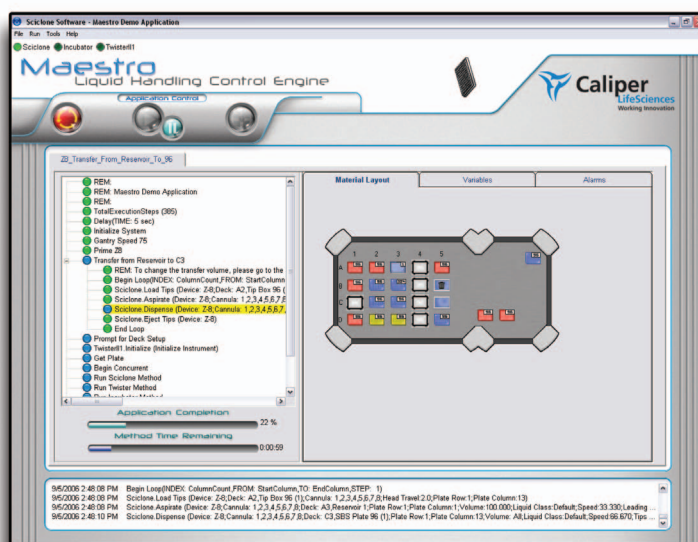 Sciclone Software - Maestro Demo Application
File Run Tools Help
Sciclone Incubator TwisterII1
Maestro
Liquid Handling Control Engine
Application Control
Caliper
LifeSciences
Working Innovation
ZB_Transfer_From_Reservoir_To_96
REM:
REM: Maestro Demo Application
REM:
TotalExecutionSteps (385)
Delay(TIME: 5 sec)
Initialize System
Gantry Speed 75
Prime Z8
Transfer from Reservoir to C3
REM: To change the transfer volume, please go to the
Begin Loop(INDEX: ColumnCount,FROM: StartColumn
Sciclone.Load Tips (Device: Z-8;Deck: A2,Tip Box 96 (
Sciclone.Aspirate (Device: Z-8;Cannula: 1,2,3,4,5,6,7,8
Sciclone.Dispense (Device: Z-8;Cannula: 1,2,3,4,5,6,7,
Sciclone.Eject Tips (Device: Z-8)
End Loop
Prompt for Deck Setup
TwisterII1.Initialize (Initialize Instrument)
Get Plate
Begin Concurrent
Run Sciclone Method
Run Twister Method
Run Incubator Method
Application Completion
22 %
Method Time Remaining
0:00:59
Material Layout Variables Alarms
1 2 3 4 5
A
B
C
D
9/5/2006 2:48:08 PM Begin Loop(INDEX: ColumnCount,FROM: StartColumn,TO: EndColumn,STEP: 1)
9/5/2006 2:48:08 PM Sciclone.Load Tips (Device: Z-8;Deck: A2,Tip Box 96 (1);Cannula: 1,2,3,4,5,6,7,8;Head Travel:2.0;Plate Row:1;Plate Column:13)
9/5/2006 2:48:08 PM Sciclone.Aspirate (Device: Z-8;Cannula: 1,2,3,4,5,6,7,8;Deck: A3,Reservoir 1;Plate Row:1;Plate Column:1;Volume:100.000;Liquid Class:Default;Speed:33.330;Leading ...
9/5/2006 2:48:10 PM Sciclone.Dispense (Device: Z-8;Cannula: 1,2,3,4,5,6,7,8;Deck: C3,SBS Plate 96 (1);Plate Row:1;Plate Column:13;Volume: All;Liquid Class:Default;Speed:66.670;Tips ...